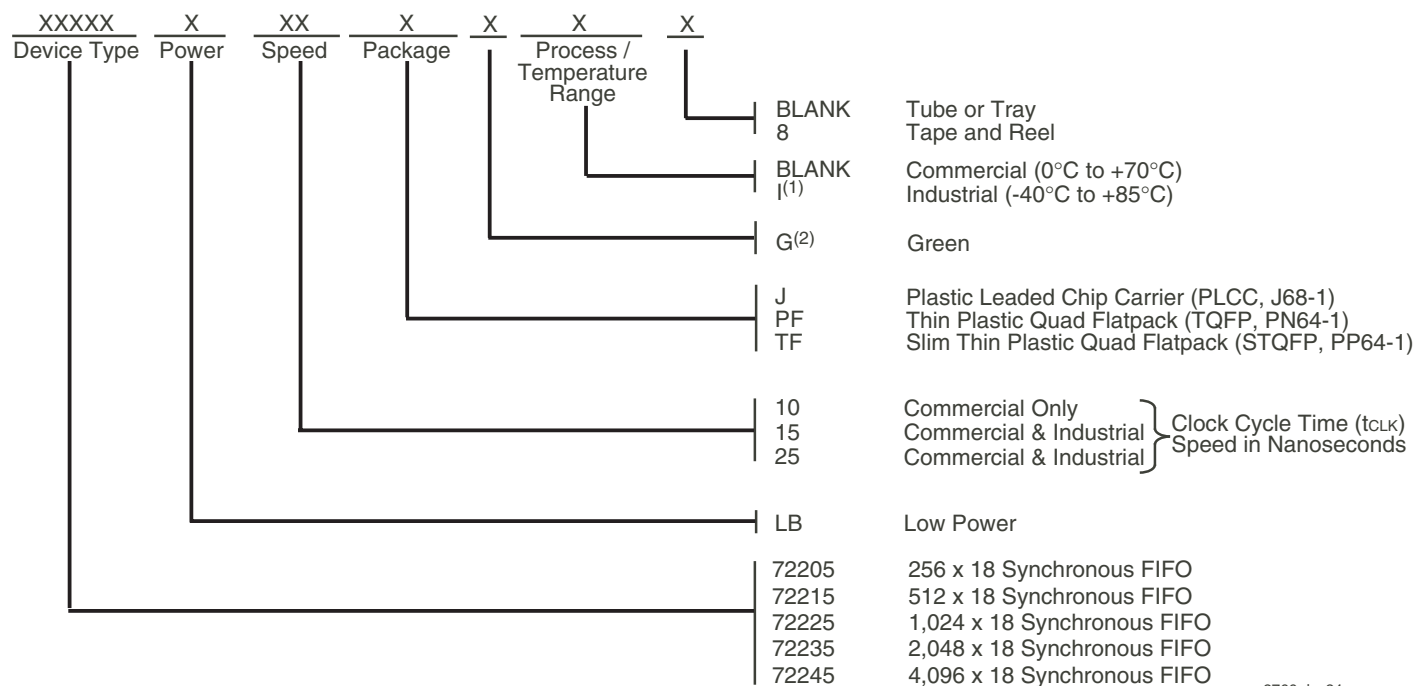 XXXXX X XX X X X X
Device Type Power Speed Package Process /
Temperature
Range
BLANK Tube or Tray
8 Tape and Reel
BLANK Commercial (0°C to +70°C)
I(1) Industrial (-40°C to +85°C)
G(2) Green
J Plastic Leaded Chip Carrier (PLCC, J68-1)
PF Thin Plastic Quad Flatpack (TQFP, PN64-1)
TF Slim Thin Plastic Quad Flatpack (STQFP, PP64-1)
10 Commercial Only
15 Commercial & Industrial Clock Cycle Time (tCLK)
25 Commercial & Industrial Speed in Nanoseconds
LB Low Power
72205 256 x 18 Synchronous FIFO
72215 512 x 18 Synchronous FIFO
72225 1,024 x 18 Synchronous FIFO
72235 2,048 x 18 Synchronous FIFO
72245 4,096 x 18 Synchronous FIFO